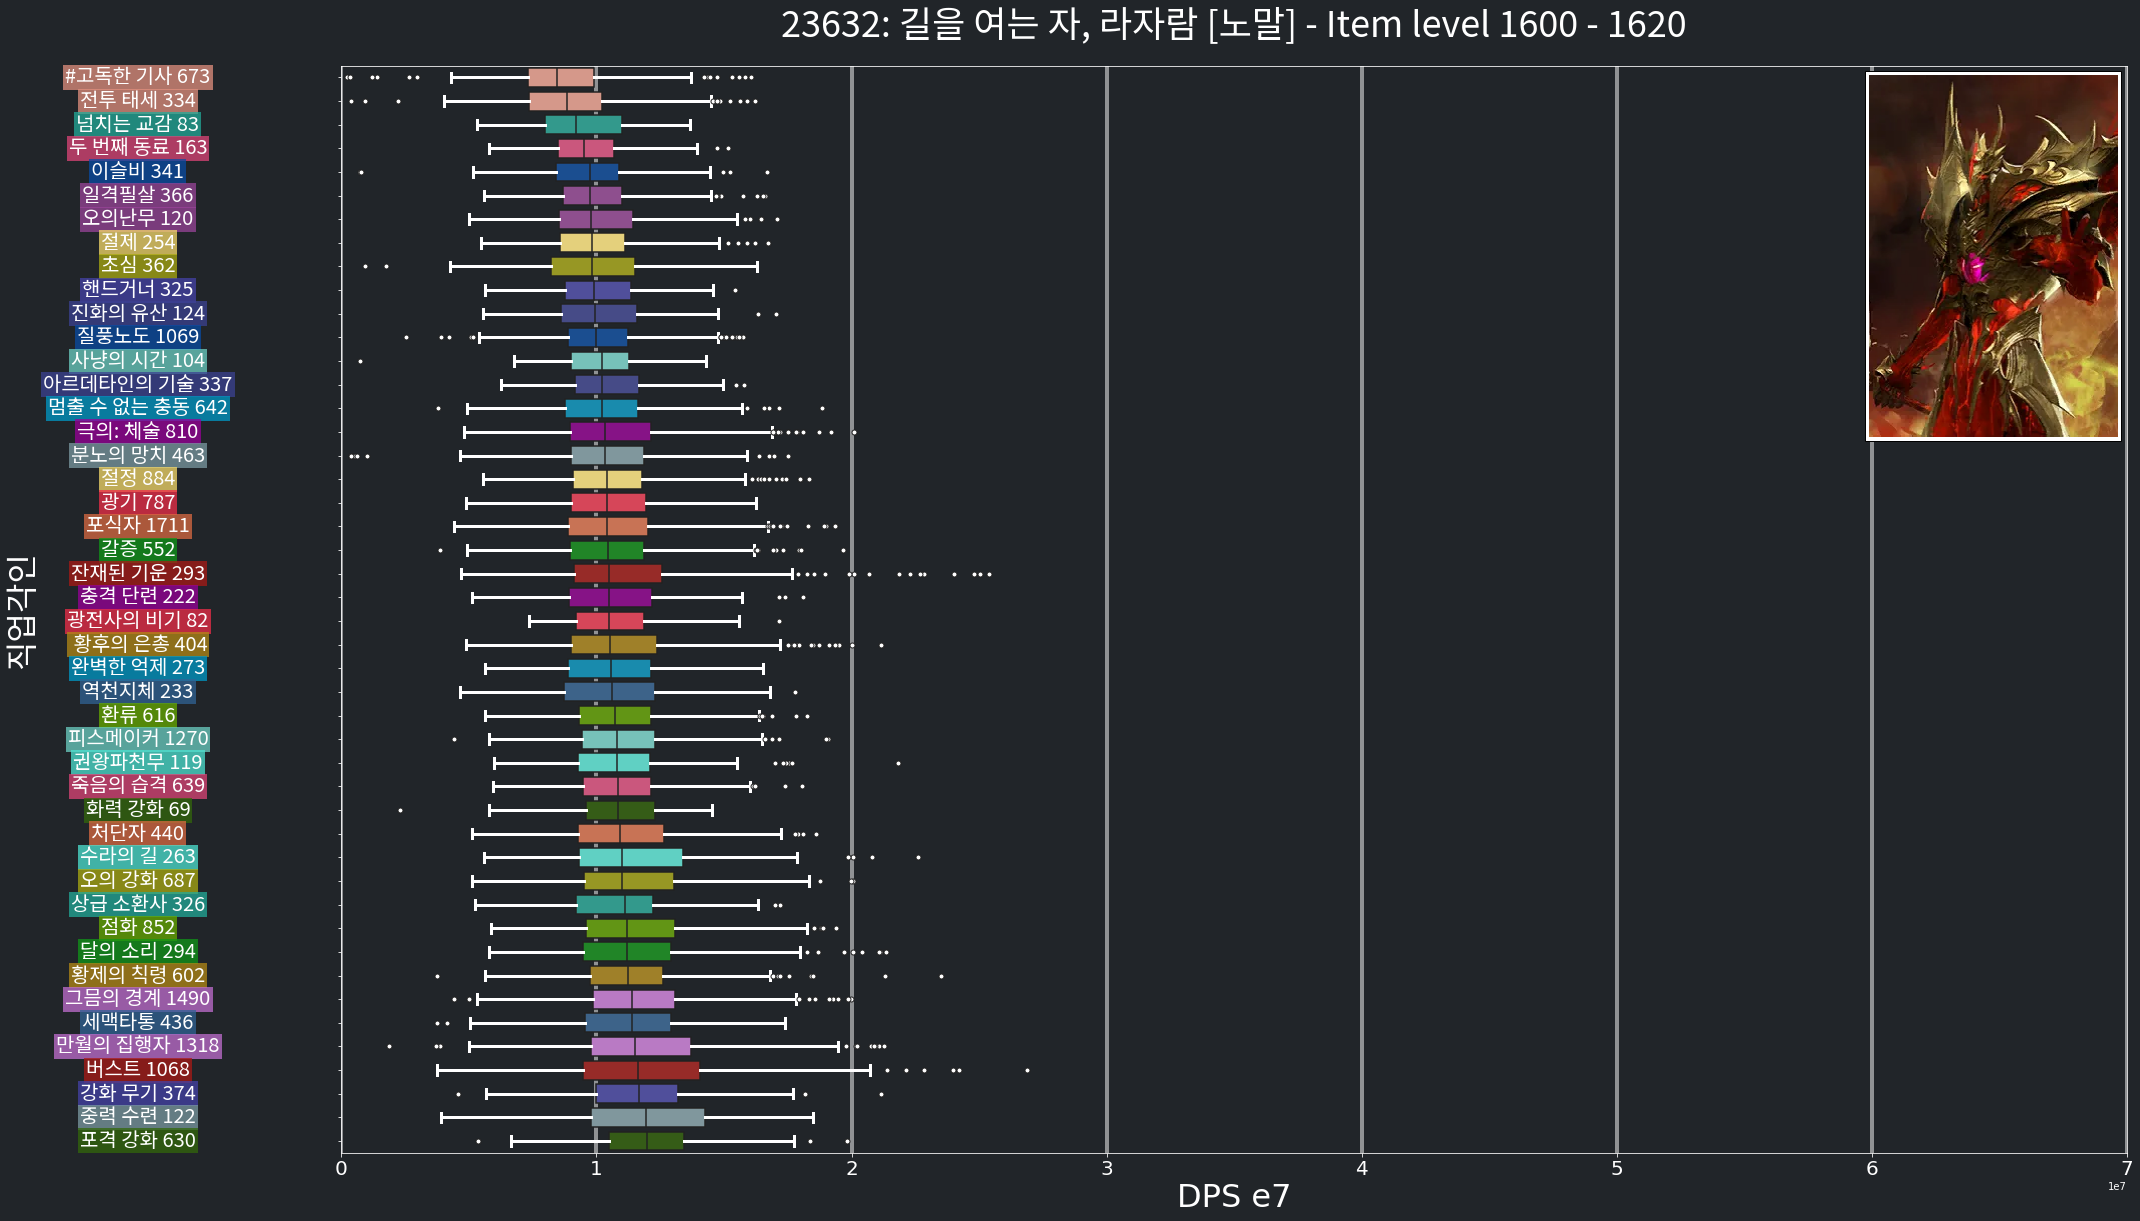 23632: 길을 여는 자, 라자람 [노말] - Item level 1600 - 1620
#고독한 기사 673
전투 태세 334
넘치는 교감 83
두 번째 동료 163
이슬비 341
일격필살 366
오의난무 120
절제 254
초심 362
핸드거너 325
진화의 유산 124
질풍노도 1069
사냥의 시간 104
아르데타인의 기술 337
멈출 수 없는 충동 642
극의: 체술 810
분노의 망치 463
절정 884
광기 787
포식자 1711
갈증 552
잔재된 기운 293
충격 단련 222
광전사의 비기 82
황후의 은총 404
완벽한 억제 273
역천지체 233
환류 616
피스메이커 1270
권왕파천무 119
죽음의 습격 639
화력 강화 69
처단자 440
수라의 길 263
오의 강화 687
상급 소환사 326
점화 852
달의 소리 294
황제의 칙령 602
그믐의 경계 1490
세맥타통 436
만월의 집행자 1318
버스트 1068
강화 무기 374
중력 수련 122
포격 강화 630
직업각인
0 1 2 3 4 5 6 7
1e7
DPS e7